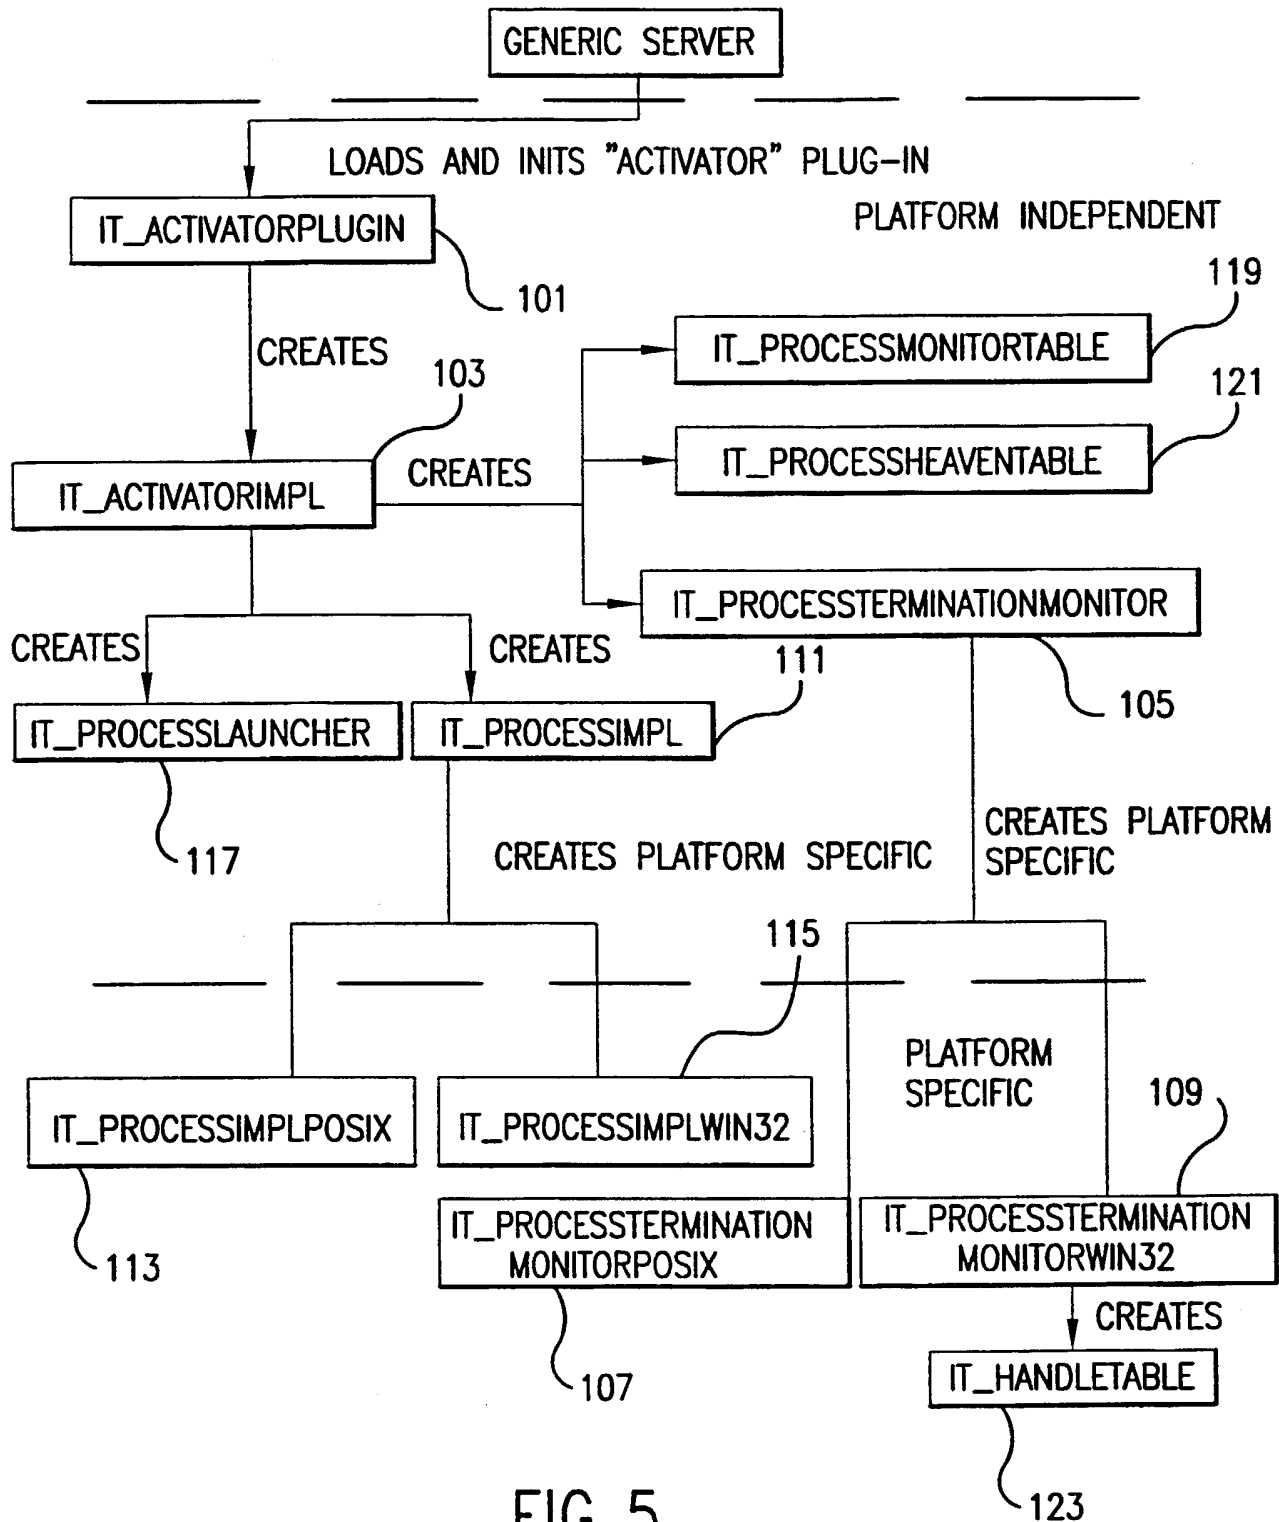 GENERIC SERVER
LOADS AND INITS "ACTIVATOR" PLUG-IN
IT_ACTIVATORPLUGIN
PLATFORM INDEPENDENT
101
119
CREATES
IT_PROCESSMONITORTABLE
103
121
CREATES
IT_PROCESSHEAVENTABLE
IT_ACTIVATORIMPL
IT_PROCESSTERMINATIONMONITOR
CREATES
CREATES
111
105
IT_PROCESSLAUNCHER
IT_PROCESSIMPL
117
CREATES PLATFORM SPECIFIC
CREATES PLATFORM
SPECIFIC
115
PLATFORM
SPECIFIC
109
IT_PROCESSIMPLPOSIX
IT_PROCESSIMPLWIN32
113
IT_PROCESSTERMINATION
MONITORPOSIX
IT_PROCESSTERMINATION
MONITORWIN32
107
CREATES
IT_HANDLETABLE
123
FIG. 5